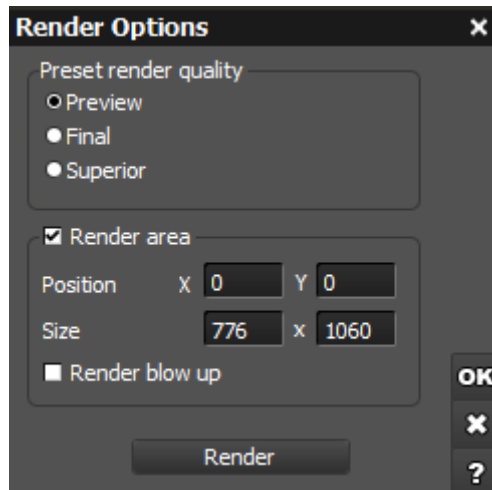 Render Options
Preset render quality
Preview
Final
Superior
Render area
Position X 0 Y 0
Size 776 x 1060
Render blow up
OK
Render
?